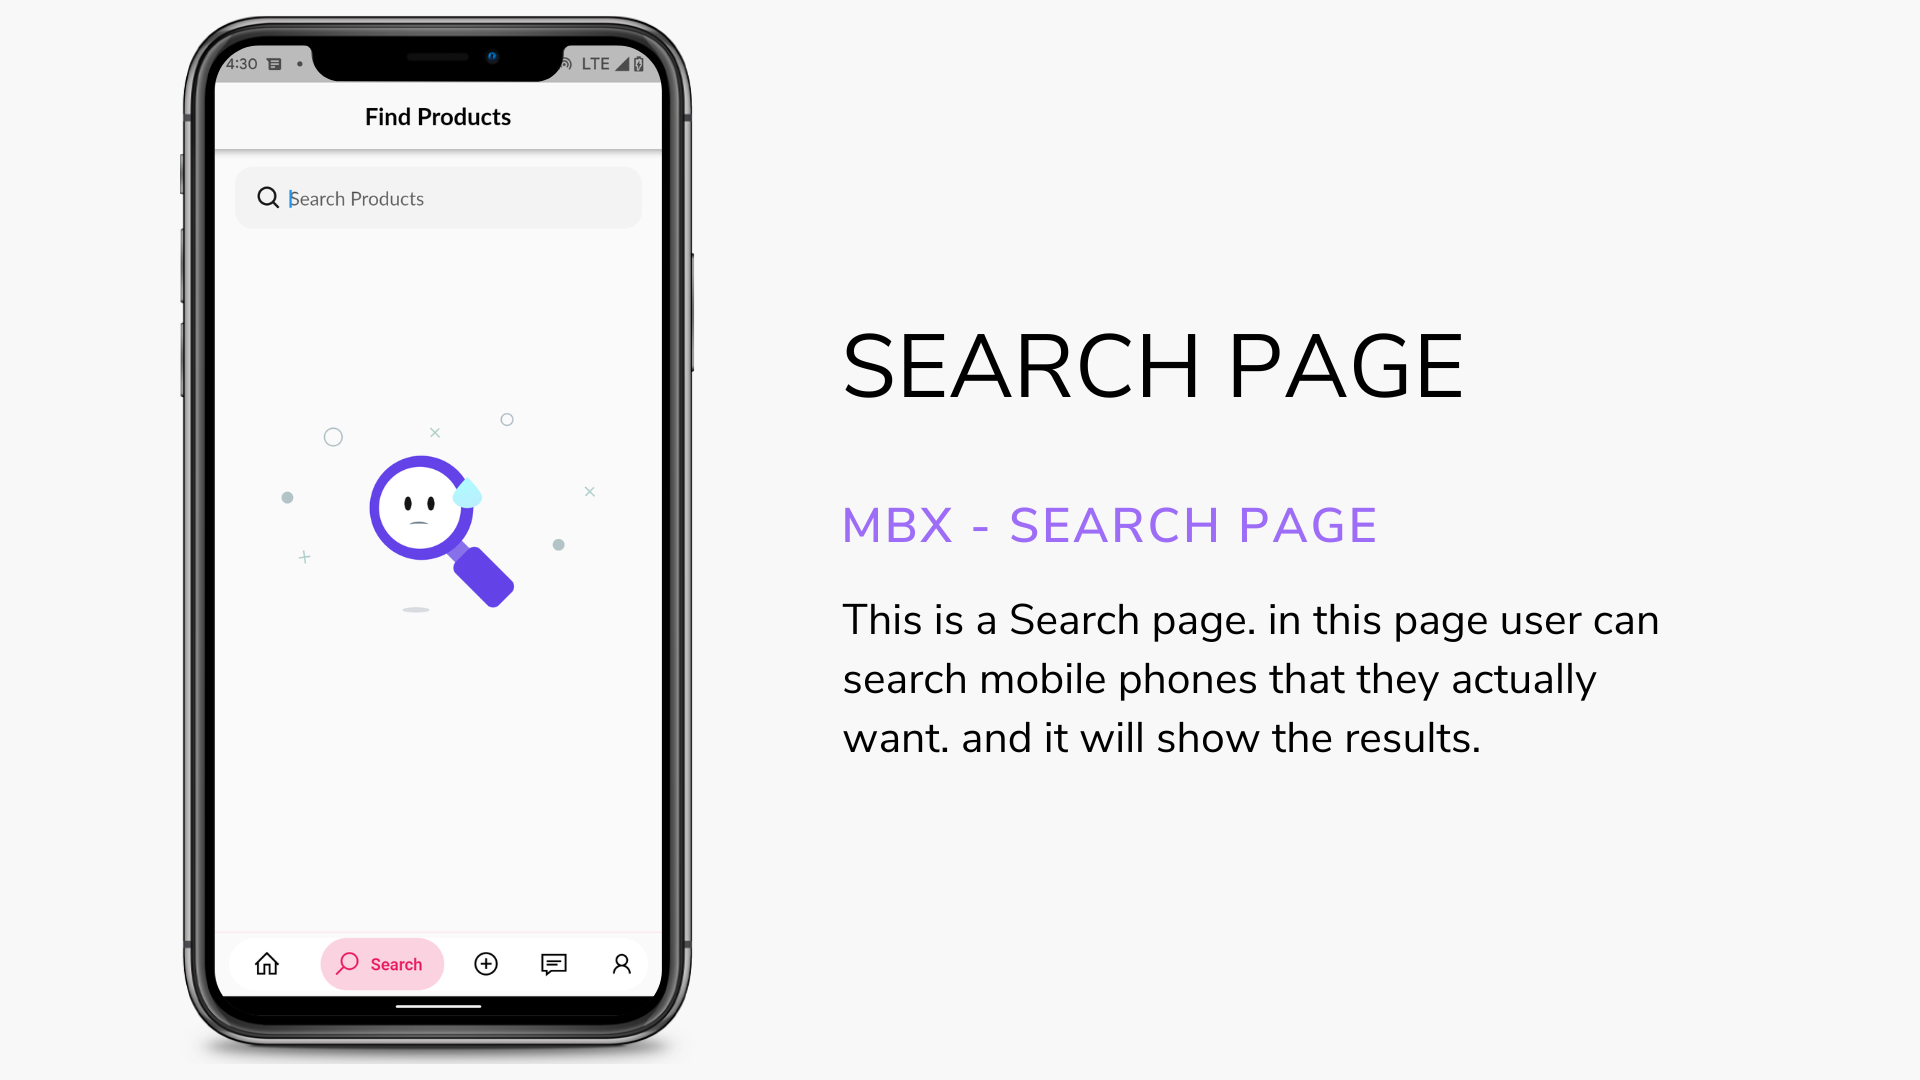 4:30 LTE
Find Products
Search Products
Search
SEARCH PAGE
MBX - SEARCH PAGE
This is a Search page. in this page user can
search mobile phones that they actually
want. and it will show the results.